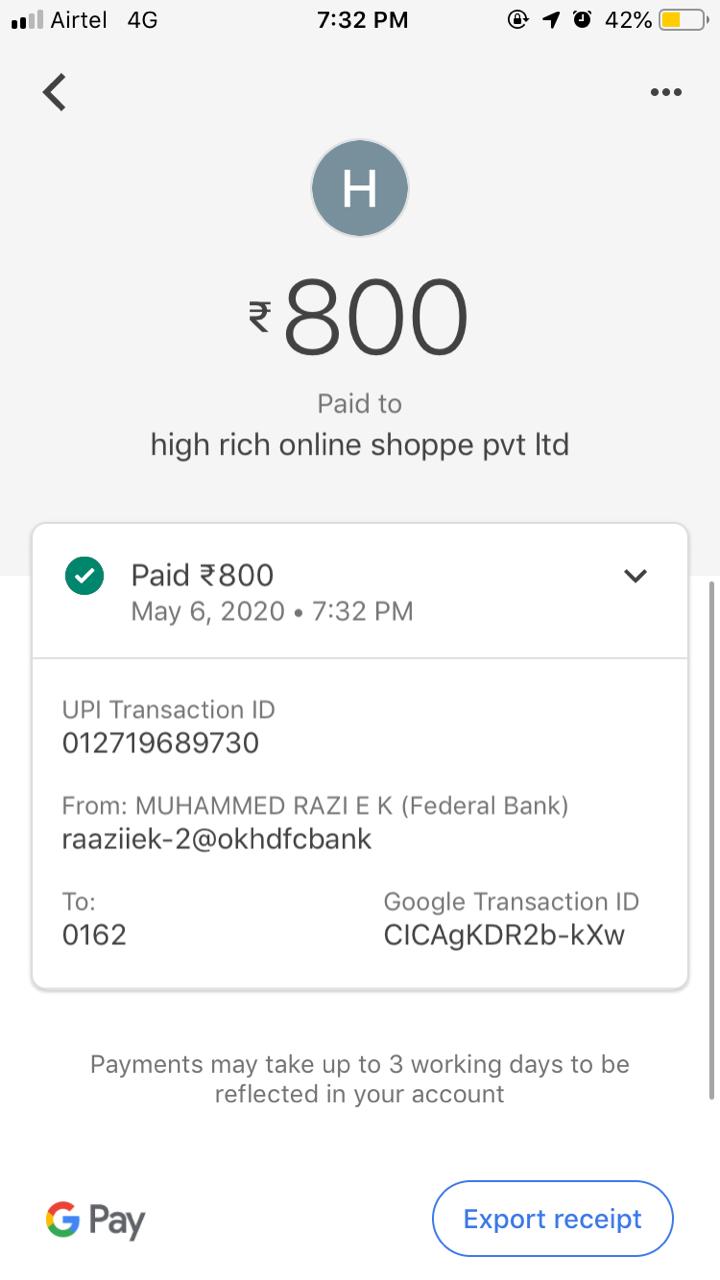 Airtel 4G 7:32 PM 42%
H
₹800
Paid to
high rich online shoppe pvt ltd
Paid ₹800
May 6, 2020 • 7:32 PM
UPI Transaction ID
012719689730
From: MUHAMMED RAZI E K (Federal Bank)
raaziiek-2@okhdfcbank
To:
0162
Google Transaction ID
CICAgKDR2b-kXw
Payments may take up to 3 working days to be
reflected in your account
G Pay
Export receipt